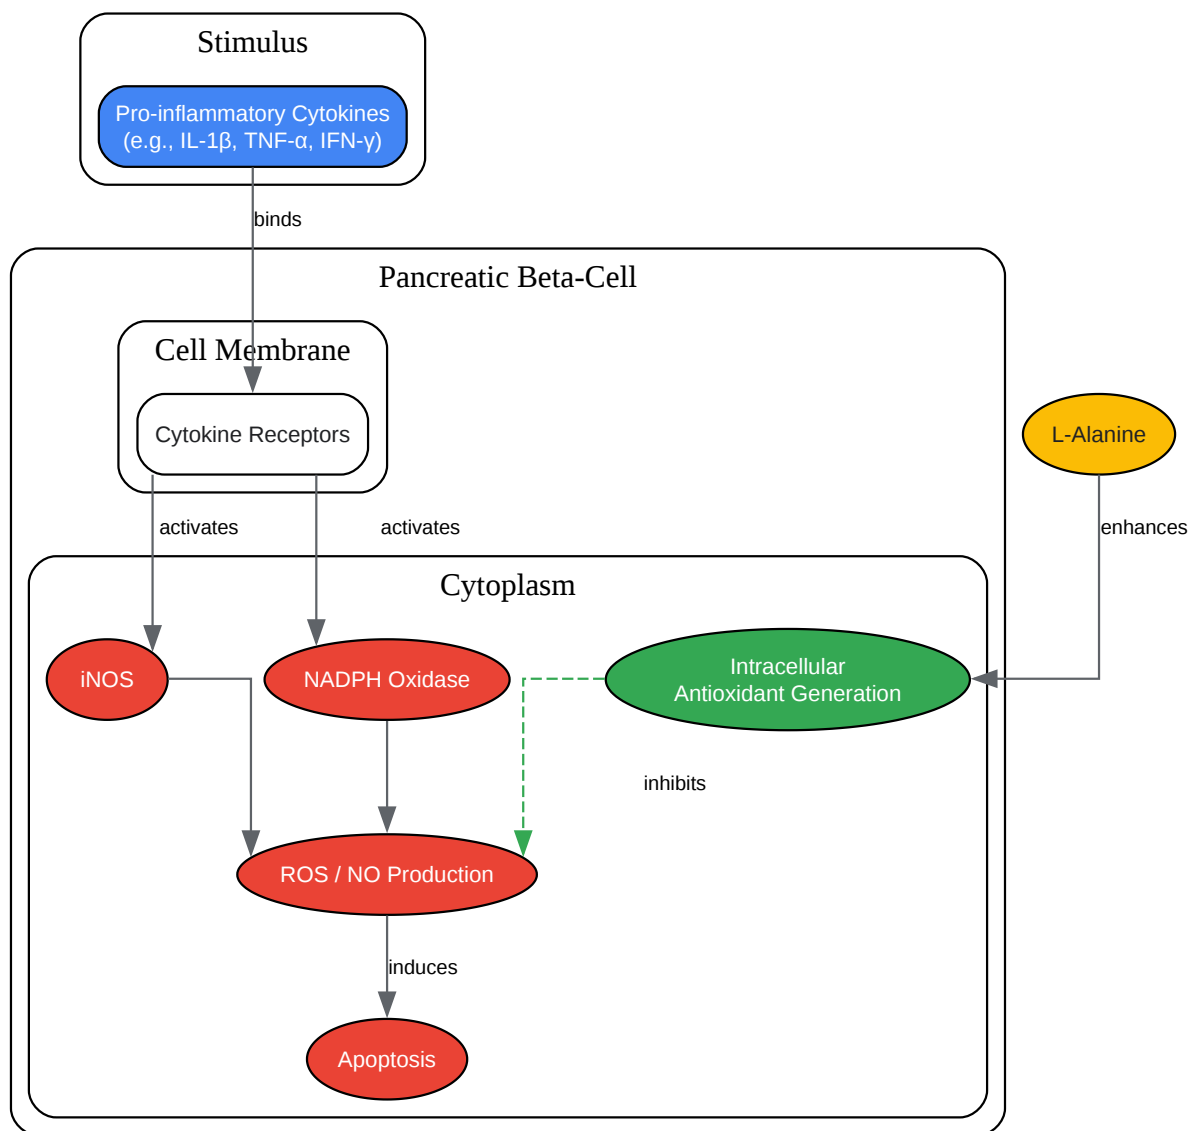 Stimulus
Pro-inflammatory Cytokines
(e.g., IL-1β, TNF-α, IFN-γ)
binds
Pancreatic Beta-Cell
Cell Membrane
Cytokine Receptors
L-Alanine
activates
activates
enhances
Cytoplasm
iNOS
NADPH Oxidase
Intracellular
Antioxidant Generation
inhibits
ROS / NO Production
induces
Apoptosis